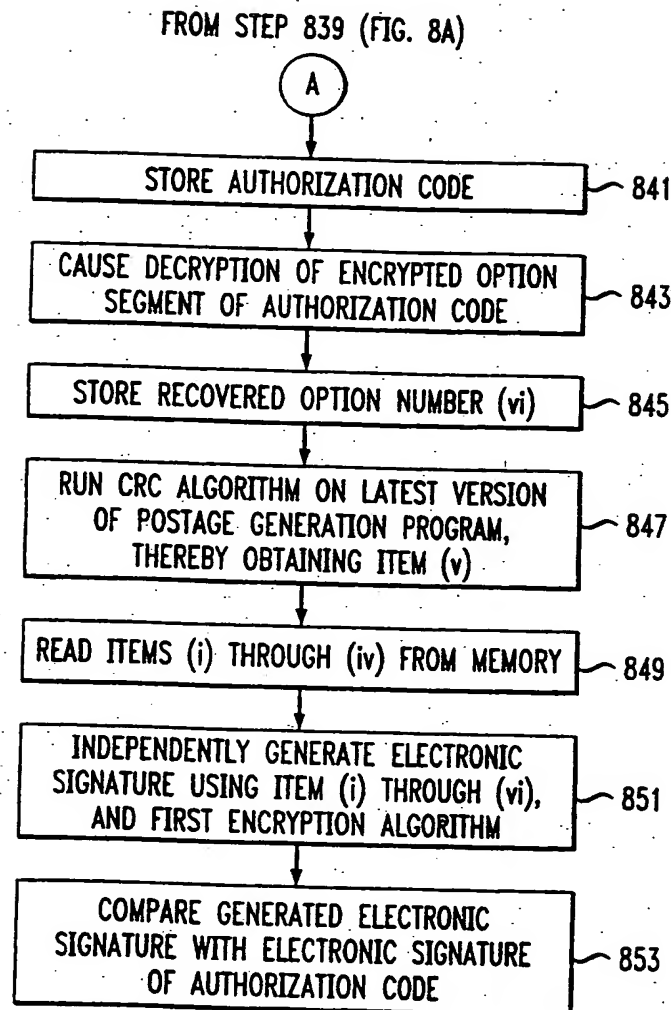 FROM STEP 839 (FIG. 8A)
A
STORE AUTHORIZATION CODE
841
CAUSE DECRYPTION OF ENCRYPTED OPTION
SEGMENT OF AUTHORIZATION CODE
843
STORE RECOVERED OPTION NUMBER (vi)
845
RUN CRC ALGORITHM ON LATEST VERSION
OF POSTAGE GENERATION PROGRAM,
THEREBY OBTAINING ITEM (v)
847
READ ITEMS (i) THROUGH (iv) FROM MEMORY
849
INDEPENDENTLY GENERATE ELECTRONIC
SIGNATURE USING ITEM (i) THROUGH (vi),
AND FIRST ENCRYPTION ALGORITHM
851
COMPARE GENERATED ELECTRONIC
SIGNATURE WITH ELECTRONIC SIGNATURE
OF AUTHORIZATION CODE
853